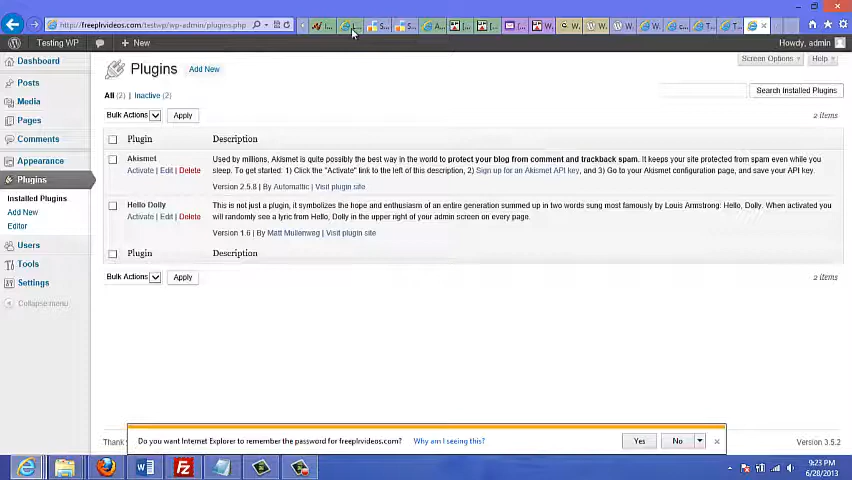 http://freeplrvideos.com/testwp/wp-admin/plugins.php
Testing WP
New
Howdy, admin
Dashboard
Posts
Media
Pages
Comments
Appearance
Plugins
Installed Plugins
Add New
Editor
Users
Tools
Settings
Collapse menu
Screen Options
Help
Plugins Add New
All (2) | Inactive (2)
Search Installed Plugins
Bulk Actions Apply
2 items
Plugin Description
Akismet
Activate | Edit | Delete
Used by millions, Akismet is quite possibly the best way in the world to protect your blog from comment and trackback spam. It keeps your site protected from spam even while you
sleep. To get started: 1) Click the "Activate" link to the left of this description, 2) Sign up for an Akismet API key, and 3) Go to your Akismet configuration page, and save your API key.
Version 2.5.8 | By Automattic | Visit plugin site
Hello Dolly
Activate | Edit | Delete
This is not just a plugin, it symbolizes the hope and enthusiasm of an entire generation summed up in two words sung most famously by Louis Armstrong: Hello, Dolly. When activated you
will randomly see a lyric from Hello, Dolly in the upper right of your admin screen on every page.
Version 1.6 | By Matt Mullenweg | Visit plugin site
Plugin Description
Bulk Actions Apply
2 items
Thank
Do you want Internet Explorer to remember the password for freeplrvideos.com? Why am I seeing this? Yes No
Version 3.5.2
9:23 PM
6/28/2013